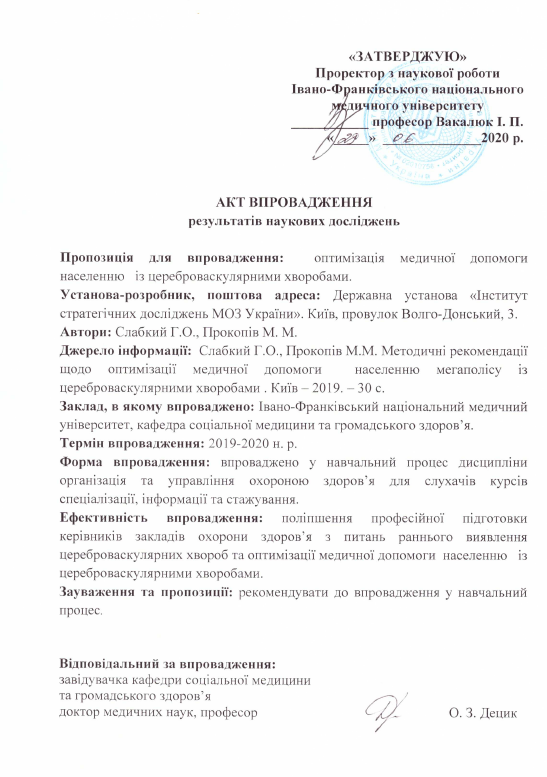 «ЗАТВЕРДЖУЮ»
Проректор з наукової роботи
Івано-Франківського національного
медичного університету
професор Вакалюк І. П.
«29» 06 2020 р.
АКТ ВПРОВАДЖЕННЯ
результатів наукових досліджень
Пропозиція для впровадження: оптимізація медичної допомоги
населенню із цереброваскулярними хворобами.
Установа-розробник, поштова адреса: Державна установа «Інститут
стратегічних досліджень МОЗ України». Київ, провулок Волго-Донський, 3.
Автори: Слабкий Г.О., Прокопів М. М.
Джерело інформації: Слабкий Г.О., Прокопів М.М. Методичні рекомендації
щодо оптимізації медичної допомоги населенню мегаполісу із
цереброваскулярними хворобами . Київ – 2019. – 30 с.
Заклад, в якому впроваджено: Івано-Франківський національний медичний
університет, кафедра соціальної медицини та громадського здоров’я.
Термін впровадження: 2019-2020 н. р.
Форма впровадження: впроваджено у навчальний процес дисципліни
організація та управління охороною здоров’я для слухачів курсів
спеціалізації, інформації та стажування.
Ефективність впровадження: поліпшення професійної підготовки
керівників закладів охорони здоров’я з питань раннього виявлення
цереброваскулярних хвороб та оптимізації медичної допомоги населенню із
цереброваскулярними хворобами.
Зауваження та пропозиції: рекомендувати до впровадження у навчальний
процес.
Відповідальний за впровадження:
завідувачка кафедри соціальної медицини
та громадського здоров’я
доктор медичних наук, професор О. З. Децик